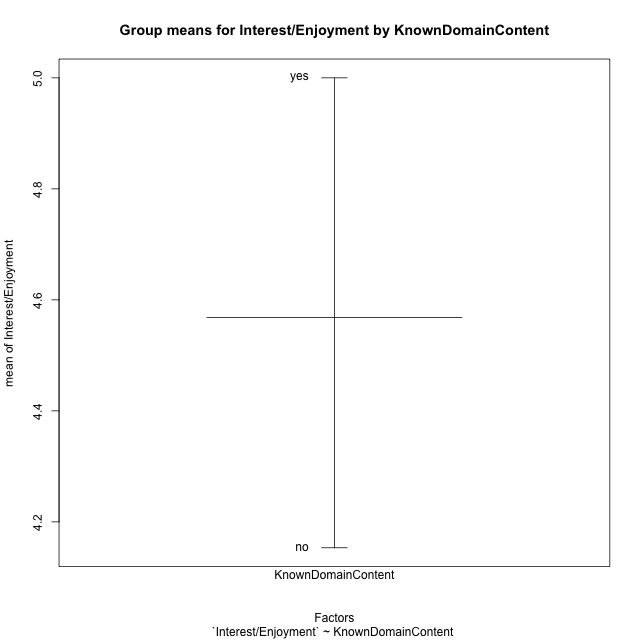 Group means for Interest/Enjoyment by KnownDomainContent
mean of Interest/Enjoyment
5.0
4.8
4.6
4.4
4.2
yes
no
KnownDomainContent
Factors
`Interest/Enjoyment` ~ KnownDomainContent